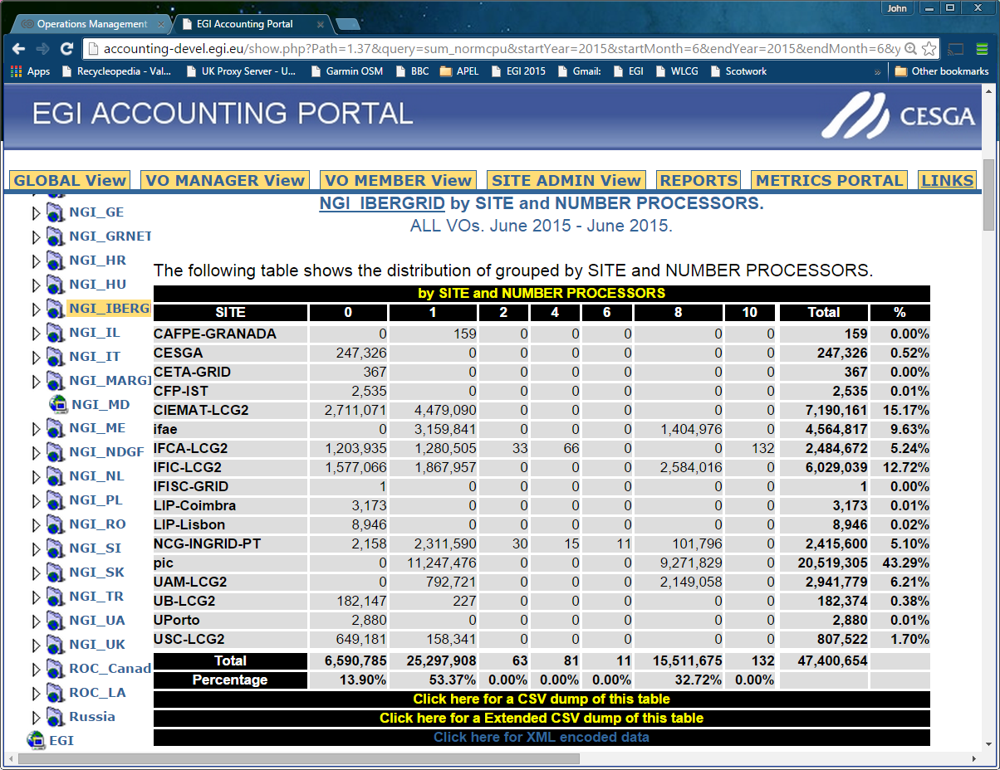 John
Operations Management
EGI Accounting Portal
accounting-devel.egi.eu/show.php?Path=1.37&query=sum_normcpu&startYear=2015&startMonth=6&endYear=2015&endMonth=6&y
Apps Recycleopedia - Val... UK Proxy Server - U... Garmin OSM BBC APEL EGI 2015 Gmail: EGI WLCG Scotwork » Other bookmarks
EGI ACCOUNTING PORTAL
CESGA
GLOBAL View VO MANAGER View VO MEMBER View SITE ADMIN View REPORTS METRICS PORTAL LINKS
NGI_GE
NGI_GRNET
NGI_HR
NGI_HU
NGI_IBERG
NGI_IL
NGI_IT
NGI_MARGI
NGI_MD
NGI_ME
NGI_NDGF
NGI_NL
NGI_PL
NGI_RO
NGI_SI
NGI_SK
NGI_TR
NGI_UA
NGI_UK
ROC_Canad
ROC_LA
Russia
EGI
NGI_IBERGRID by SITE and NUMBER PROCESSORS.
ALL VOs. June 2015 - June 2015.
The following table shows the distribution of grouped by SITE and NUMBER PROCESSORS.
by SITE and NUMBER PROCESSORS
SITE 0 1 2 4 6 8 10 Total %
CAFPE-GRANADA 0 159 0 0 0 0 0 159 0.00%
CESGA 247,326 0 0 0 0 0 0 247,326 0.52%
CETA-GRID 367 0 0 0 0 0 0 367 0.00%
CFP-IST 2,535 0 0 0 0 0 0 2,535 0.01%
CIEMAT-LCG2 2,711,071 4,479,090 0 0 0 0 0 7,190,161 15.17%
ifae 0 3,159,841 0 0 0 1,404,976 0 4,564,817 9.63%
IFCA-LCG2 1,203,935 1,280,505 33 66 0 0 132 2,484,672 5.24%
IFIC-LCG2 1,577,066 1,867,957 0 0 0 2,584,016 0 6,029,039 12.72%
IFISC-GRID 1 0 0 0 0 0 0 1 0.00%
LIP-Coimbra 3,173 0 0 0 0 0 0 3,173 0.01%
LIP-Lisbon 8,946 0 0 0 0 0 0 8,946 0.02%
NCG-INGRID-PT 2,158 2,311,590 30 15 11 101,796 0 2,415,600 5.10%
pic 0 11,247,476 0 0 0 9,271,829 0 20,519,305 43.29%
UAM-LCG2 0 792,721 0 0 0 2,149,058 0 2,941,779 6.21%
UB-LCG2 182,147 227 0 0 0 0 0 182,374 0.38%
UPorto 2,880 0 0 0 0 0 0 2,880 0.01%
USC-LCG2 649,181 158,341 0 0 0 0 0 807,522 1.70%
Total 6,590,785 25,297,908 63 81 11 15,511,675 132 47,400,654
Percentage 13.90% 53.37% 0.00% 0.00% 0.00% 32.72% 0.00%
Click here for a CSV dump of this table
Click here for a Extended CSV dump of this table
Click here for XML encoded data